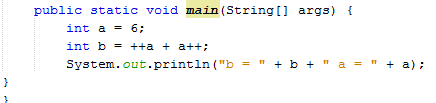 public static void main(String[] args) {
int a = 6;
int b = ++a + a++;
System.out.println("b = " + b + " a = " + a);
}
}